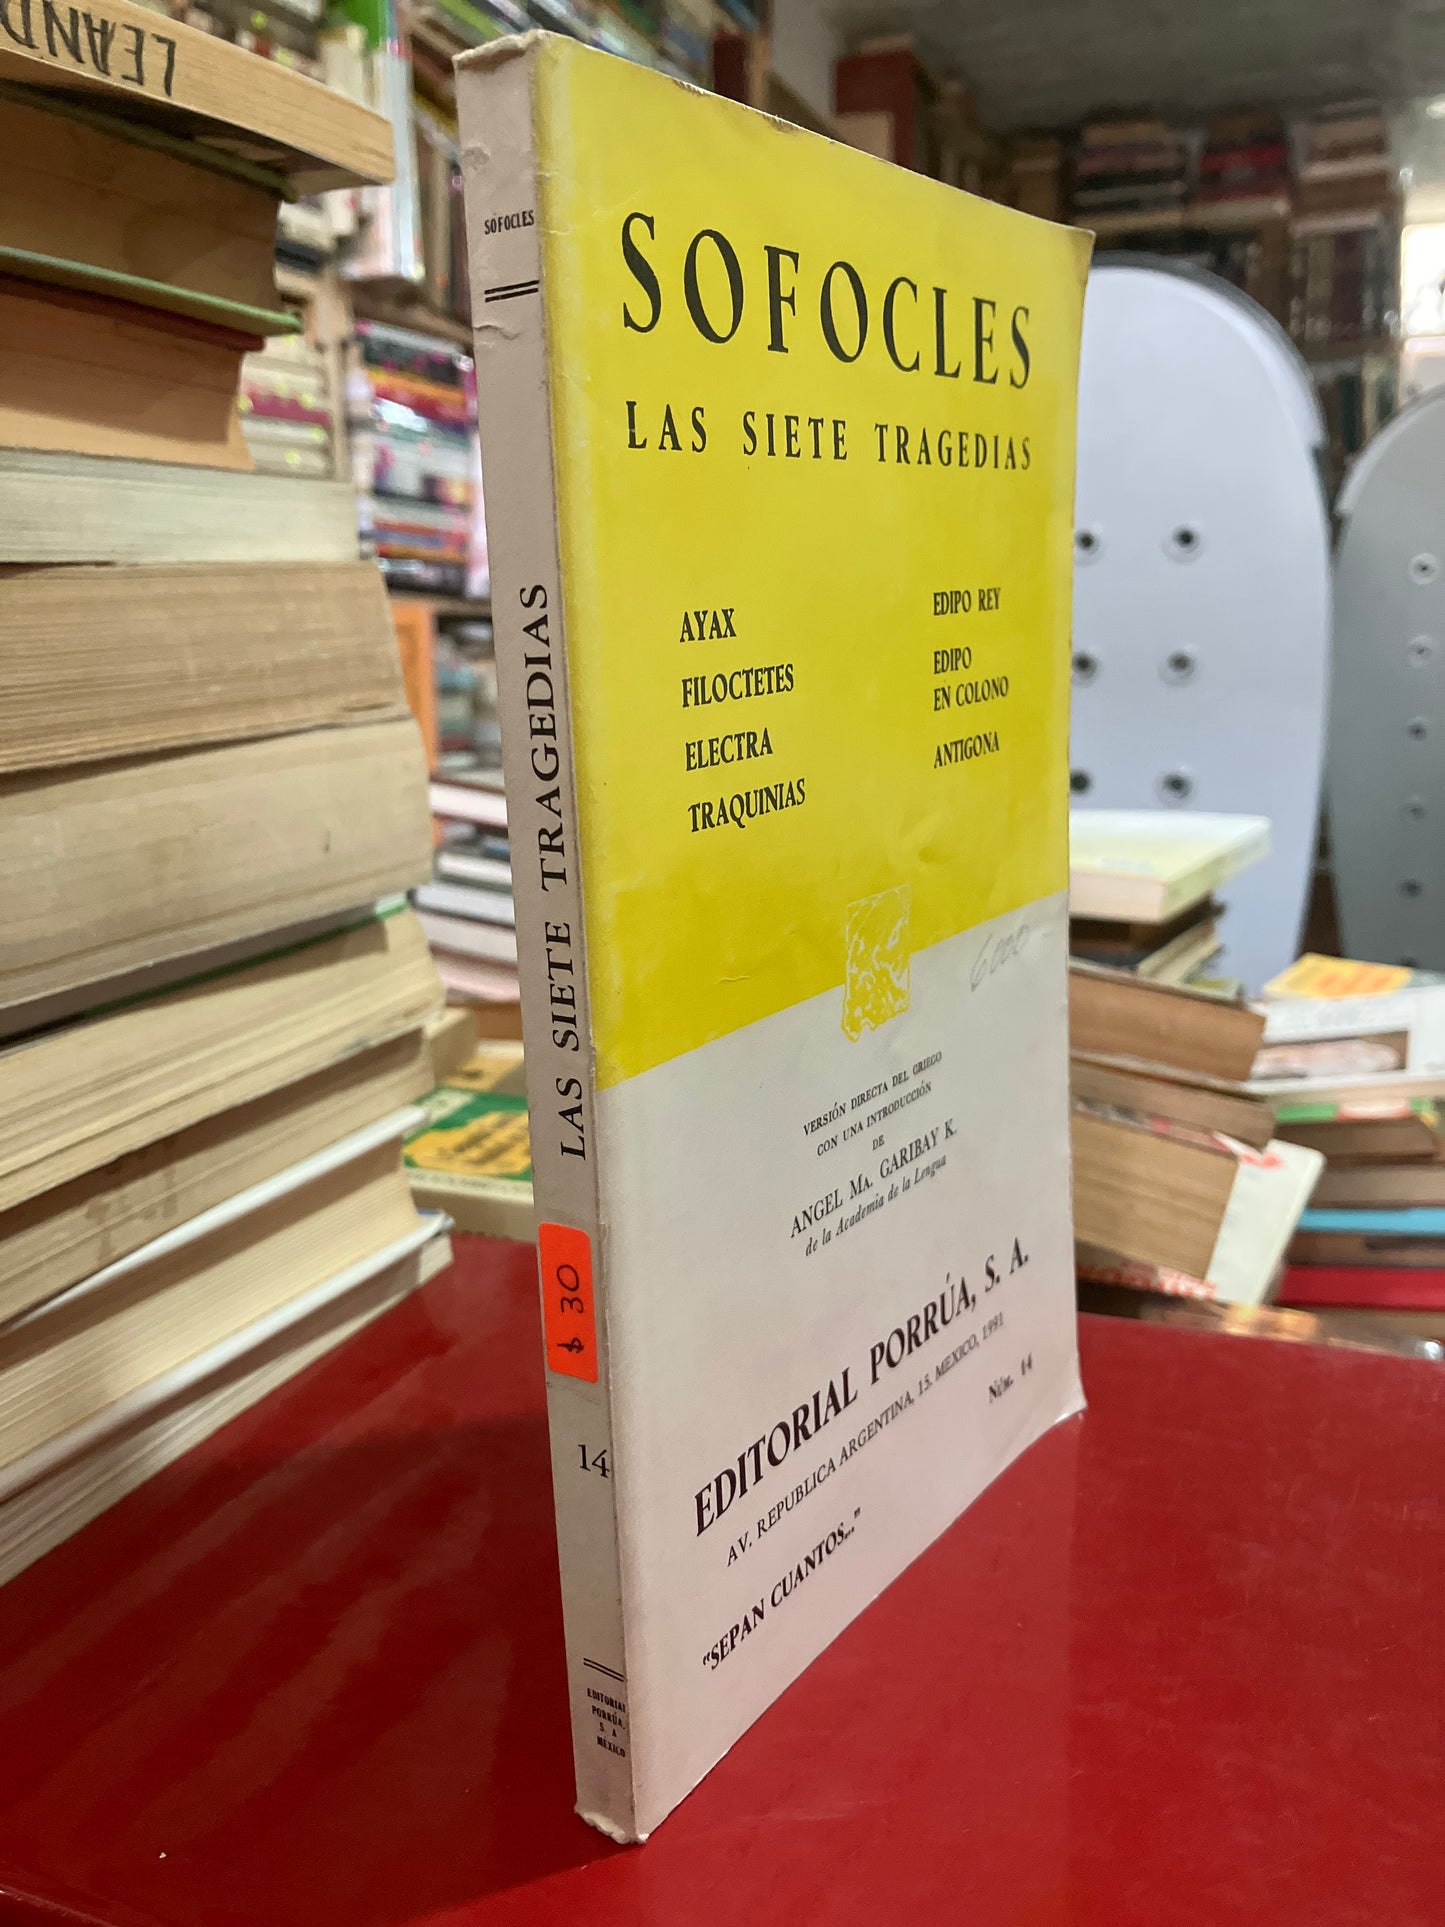 LEAND
SOFOCLES
LAS SIETE TRAGEDIAS
$ 30
14
EDITORIAL
PORRÚA,
S. A
MEXICO
SOFOCLES
LAS SIETE TRAGEDIAS
AYAX
FILOCTETES
ELECTRA
TRAQUINIAS
EDIPO REY
EDIPO
EN COLONO
ANTIGONA
6000
VERSIÓN DIRECTA DEL GRIEGO
CON UNA INTRODUCCIÓN
DE
ANGEL MA. GARIBAY K.
de la Academia de la Lengua
EDITORIAL PORRÚA, S. A.
AV. REPUBLICA ARGENTINA, 15. MEXICO, 1991
Núm. 14
"SEPAN CUANTOS..."